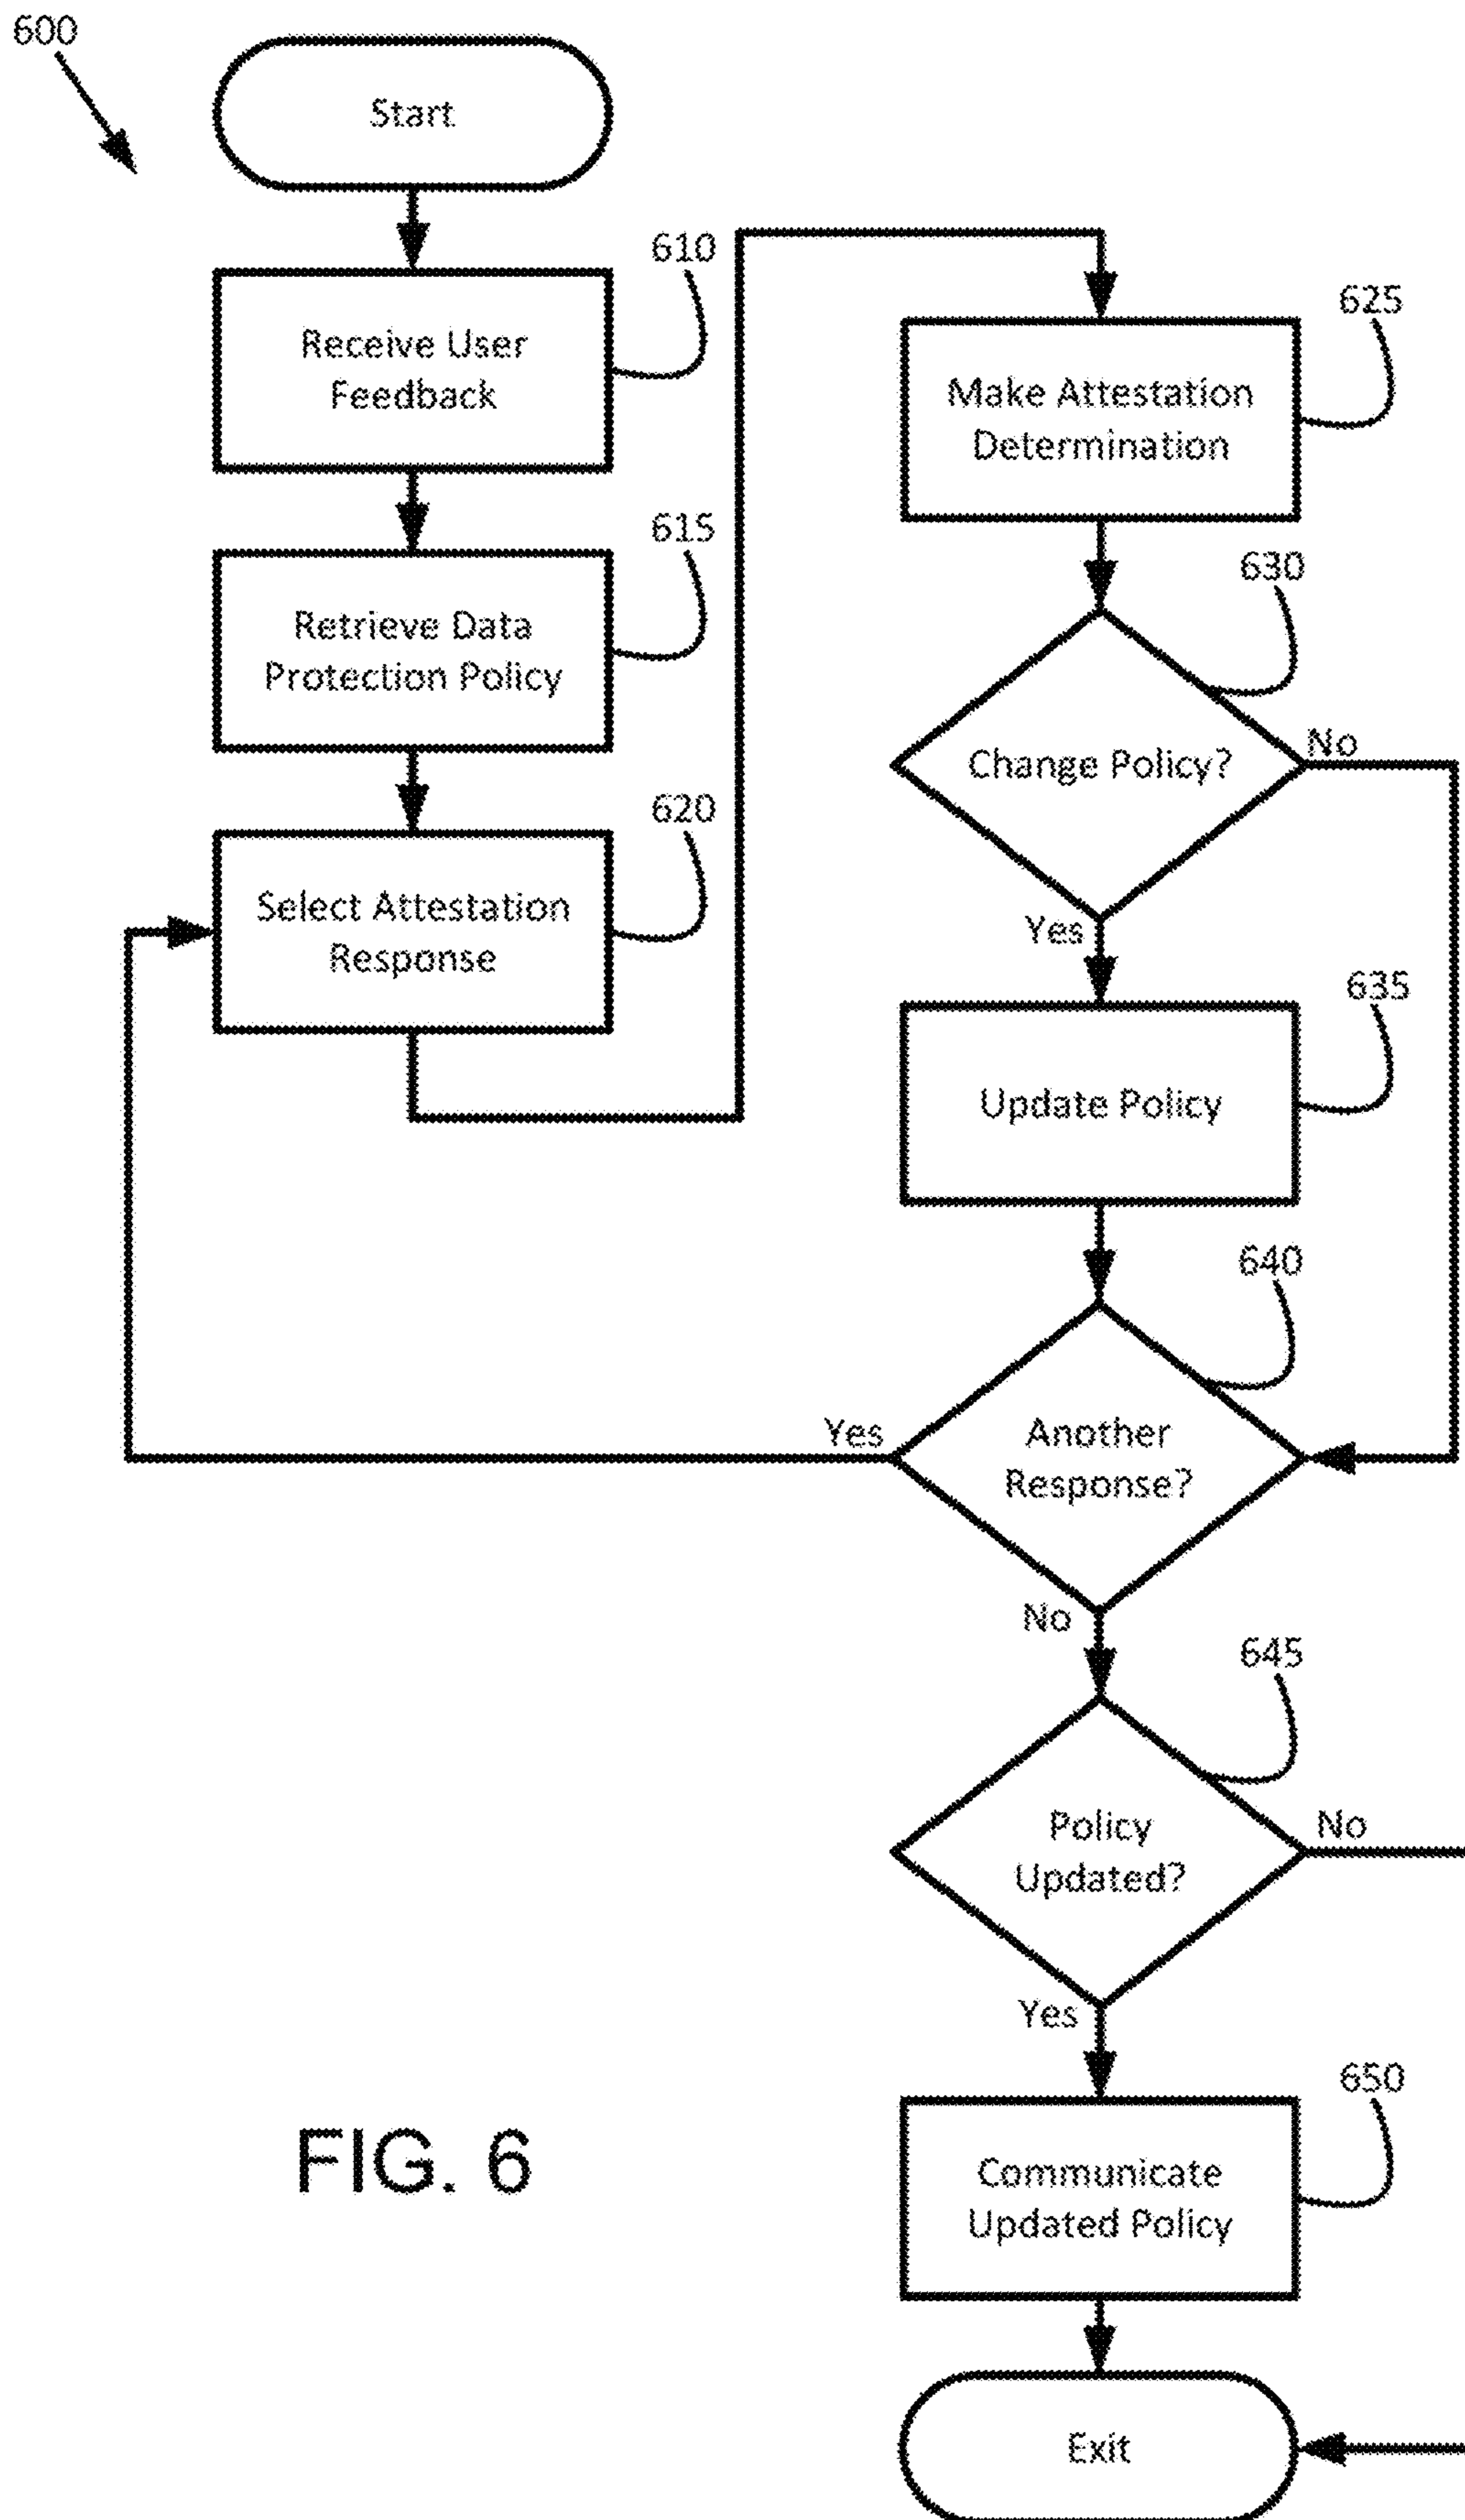 600
Start
610
Receive User
Feedback
615
Retrieve Data
Protection Policy
620
Select Attestation
Response
625
Make Attestation
Determination
630
Change Policy?
No
Yes
635
Update Policy
640
Another
Response?
Yes
No
645
Policy
Updated?
No
Yes
650
Communicate
Updated Policy
Exit
FIG. 6